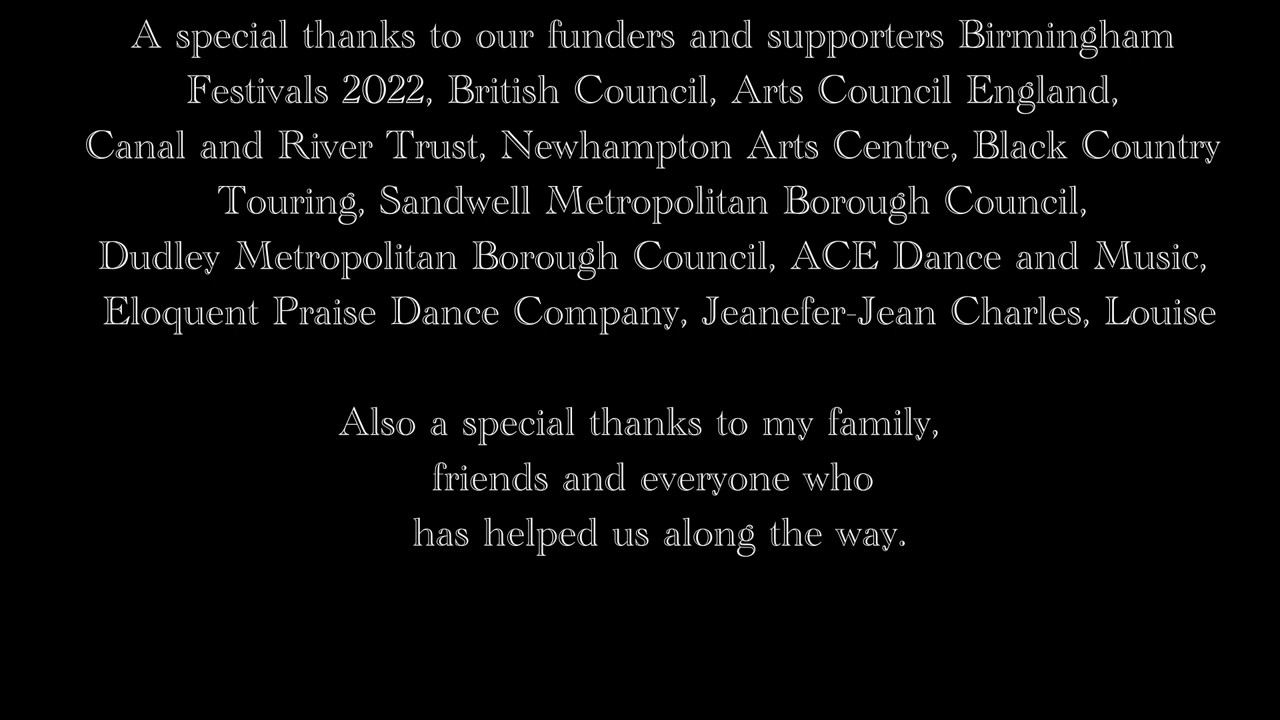 A special thanks to our funders and supporters Birmingham
Festivals 2022, British Council, Arts Council England,
Canal and River Trust, Newhampton Arts Centre, Black Country
Touring, Sandwell Metropolitan Borough Council,
Dudley Metropolitan Borough Council, ACE Dance and Music,
Eloquent Praise Dance Company, Jeanefer-Jean Charles, Louise
Also a special thanks to my family,
friends and everyone who
has helped us along the way.